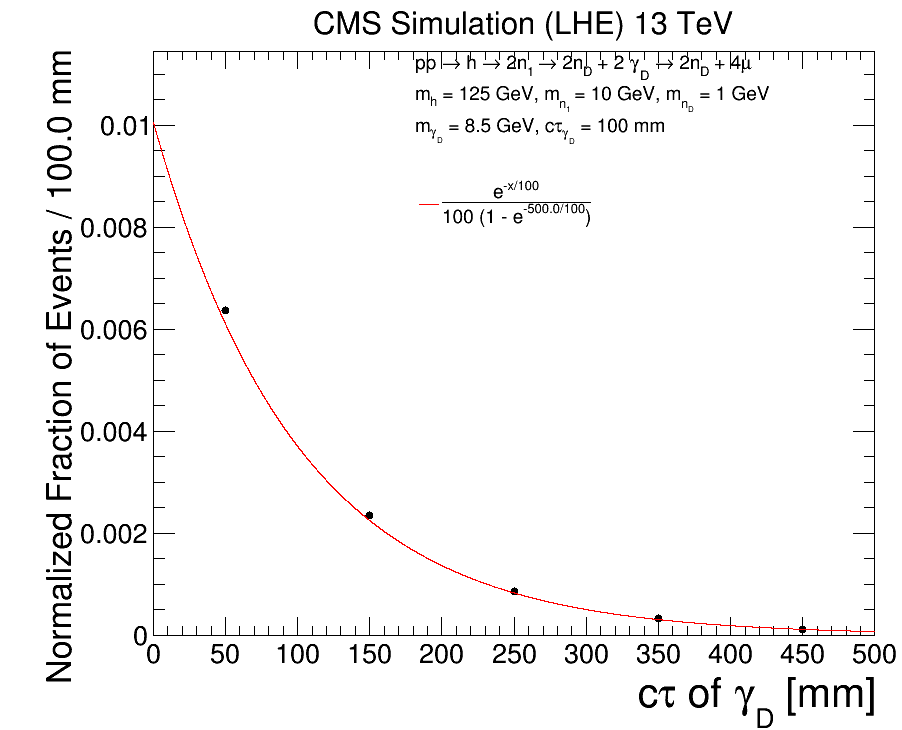 CMS Simulation (LHE) 13 TeV
pp → h → 2n1 → 2nD + 2 γD → 2nD + 4μ
mh = 125 GeV, mn1 = 10 GeV, mnD = 1 GeV
mγD = 8.5 GeV, cτγD = 100 mm
e-x/100
100 (1 - e-500.0/100)
Normalized Fraction of Events / 100.0 mm
0.01
0.008
0.006
0.004
0.002
0
0 50 100 150 200 250 300 350 400 450 500
cτ of γD [mm]